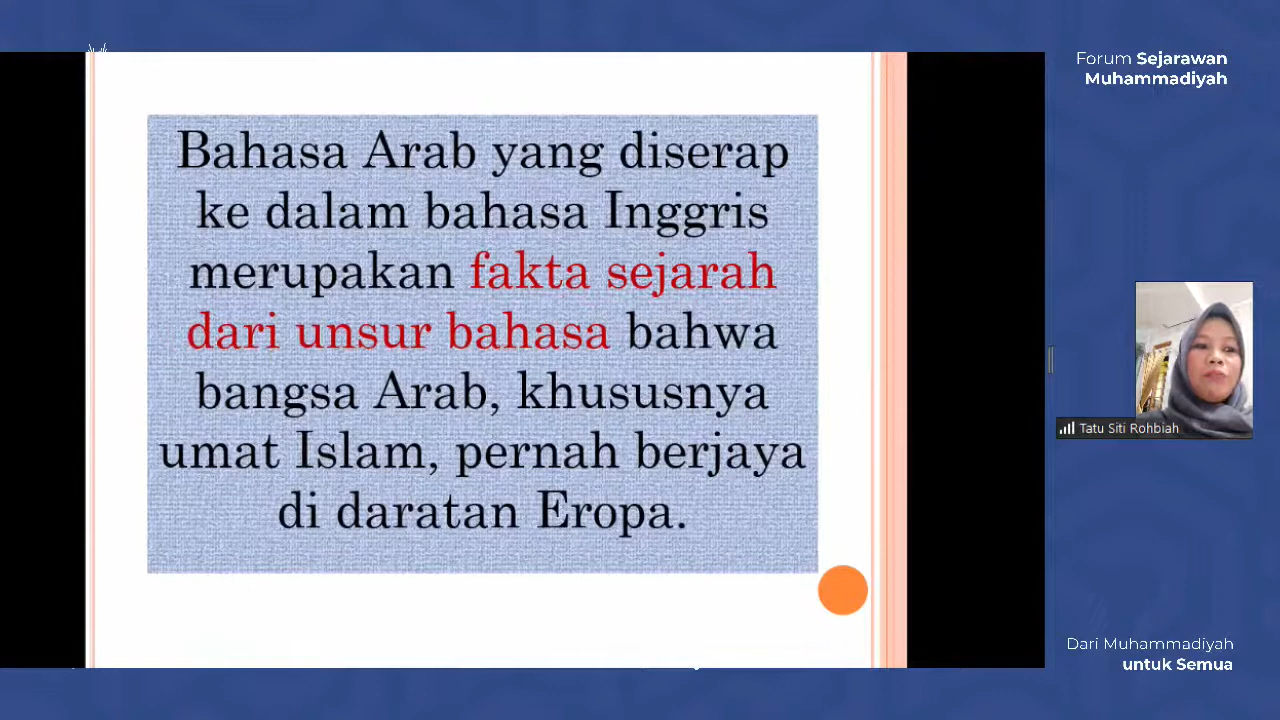 Forum Sejarawan
Muhammadiyah
Bahasa Arab yang diserap
ke dalam bahasa Inggris
merupakan fakta sejarah
dari unsur bahasa bahwa
bangsa Arab, khususnya
umat Islam, pernah berjaya
di daratan Eropa.
Tatu Siti Rohbiah
Dari Muhammadiyah
untuk Semua